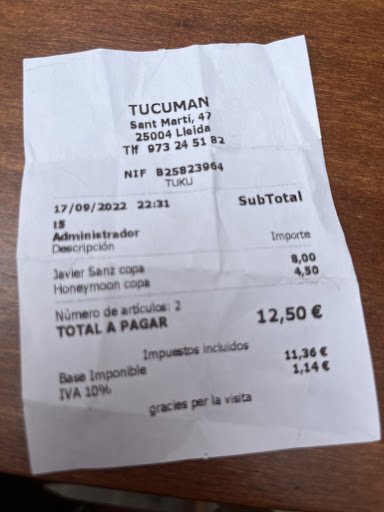 TUCUMAN
Sant Martí, 47
25004 Lleida
Tlf 973 24 51 82
NIF B25823964
TUKU
17/09/2022 22:31 SubTotal
15
Administrador
Descripción Importe
Javier Sanz copa 8,00
Honeymoon copa 4,50
Número de artículos: 2
TOTAL A PAGAR 12,50 €
Impuestos incluidos
Base Imponible 11,36 €
IVA 10% 1,14 €
gracies per la visita